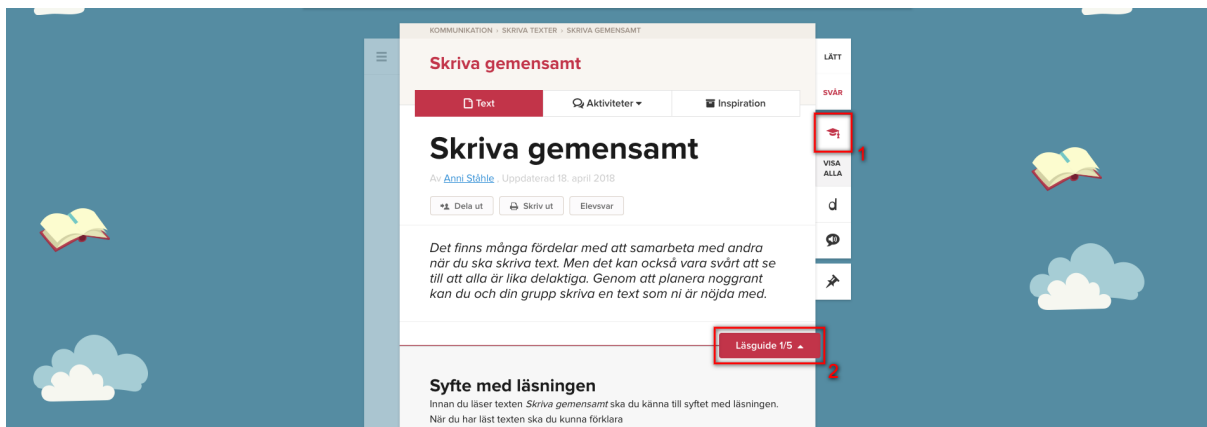 KOMMUNIKATION › SKRIVA TEXTER › SKRIVA GEMENSAMT
Skriva gemensamt
Text
Aktiviteter
Inspiration
Skriva gemensamt
Av Anni Ståhle , Uppdaterad 18. april 2018
Dela ut
Skriv ut
Elevsvar
Det finns många fördelar med att samarbeta med andra
när du ska skriva text. Men det kan också vara svårt att se
till att alla är lika delaktiga. Genom att planera noggrant
kan du och din grupp skriva en text som ni är nöjda med.
Läsguide 1/5
2
Syfte med läsningen
Innan du läser texten Skriva gemensamt ska du känna till syftet med läsningen.
När du har läst texten ska du kunna förklara
LÄTT
SVÅR
1
VISA
ALLA
d